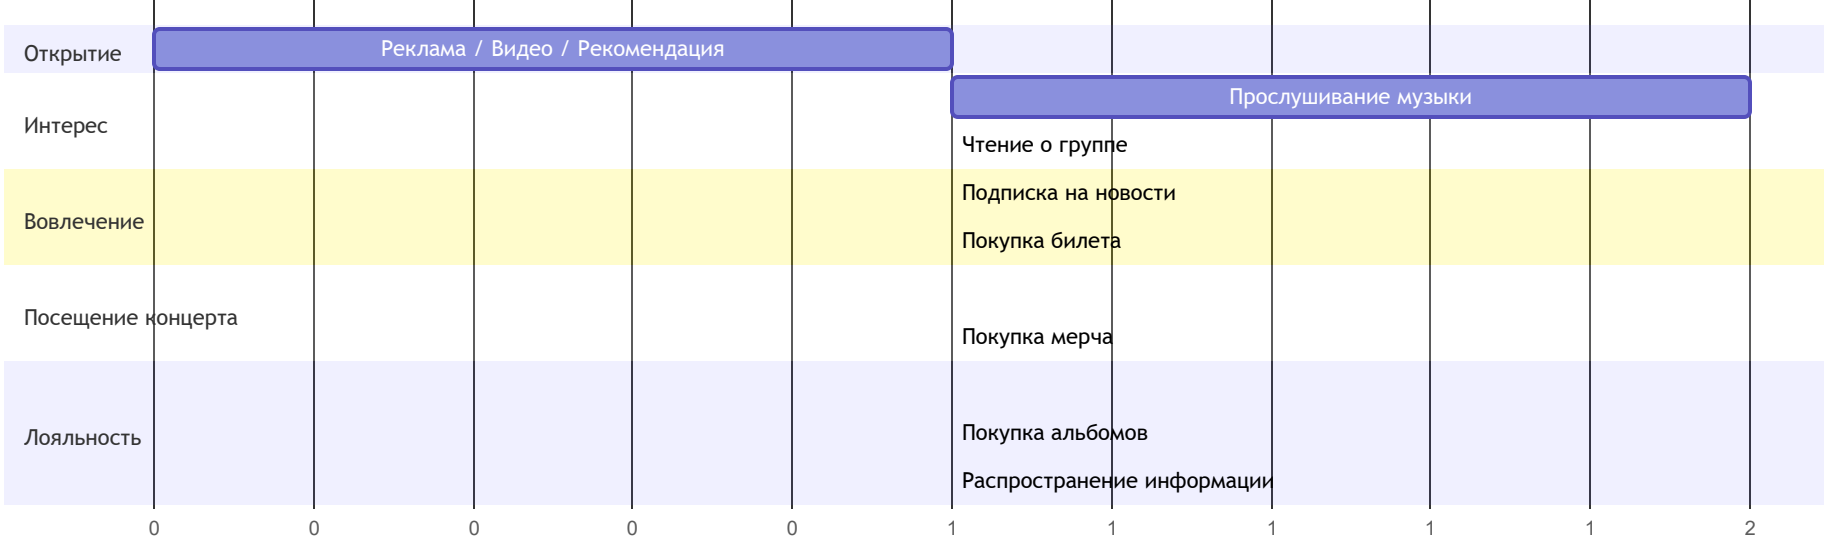 Открытие
Реклама / Видео / Рекомендация
Интерес
Прослушивание музыки
Чтение о группе
Вовлечение
Подписка на новости
Покупка билета
Посещение концерта
Покупка мерча
Лояльность
Покупка альбомов
Распространение информации
0 0 0 0 0 1 1 1 1 1 2